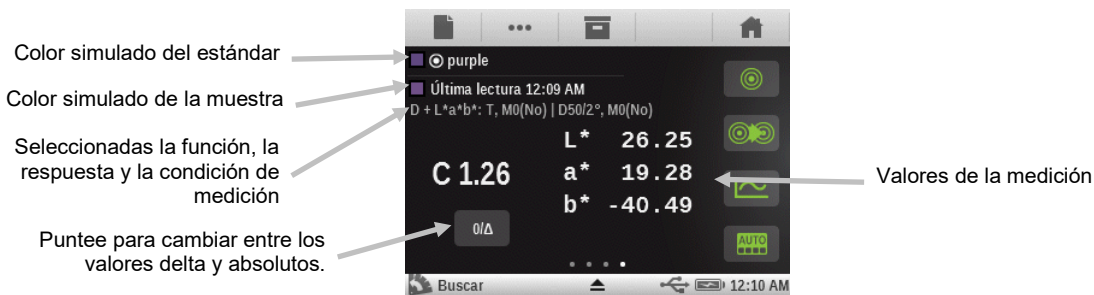 Color simulado del estándar
Color simulado de la muestra
Seleccionadas la función, la
respuesta y la condición de
medición
Puntee para cambiar entre los
valores delta y absolutos.
purple
Última lectura 12:09 AM
D + L*a*b*: T, M0(No) | D50/2°, M0(No)
C 1.26
L* 26.25
a* 19.28
b* -40.49
0/Δ
AUTO
Buscar
12:10 AM
Valores de la medición